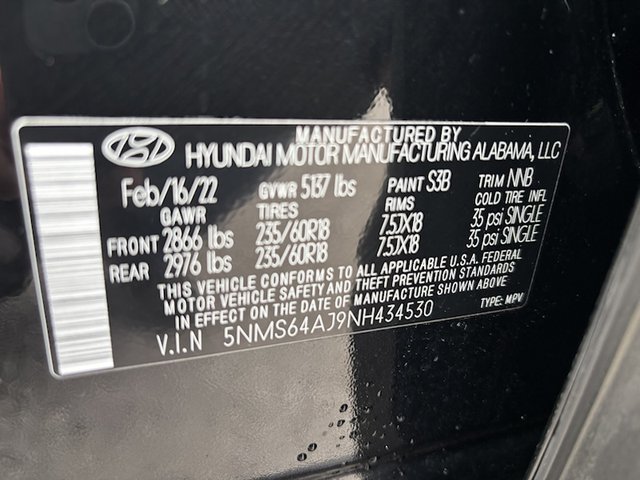 MANUFACTURED BY
HYUNDAI MOTOR MANUFACTURING ALABAMA, LLC
Feb/16/22 GVWR 5137 lbs PAINT S3B TRIM NNB
GAWR TIRES RIMS COLD TIRE INFL
FRONT 2866 lbs 235/60R18 7.5JX18 35 psi SINGLE
REAR 2976 lbs 235/60R18 7.5JX18 35 psi SINGLE
THIS VEHICLE CONFORMS TO ALL APPLICABLE U.S.A. FEDERAL
MOTOR VEHICLE SAFETY AND THEFT PREVENTION STANDARDS
IN EFFECT ON THE DATE OF MANUFACTURE SHOWN ABOVE
V.I.N 5NMS64AJ9NH434530 TYPE: MPV